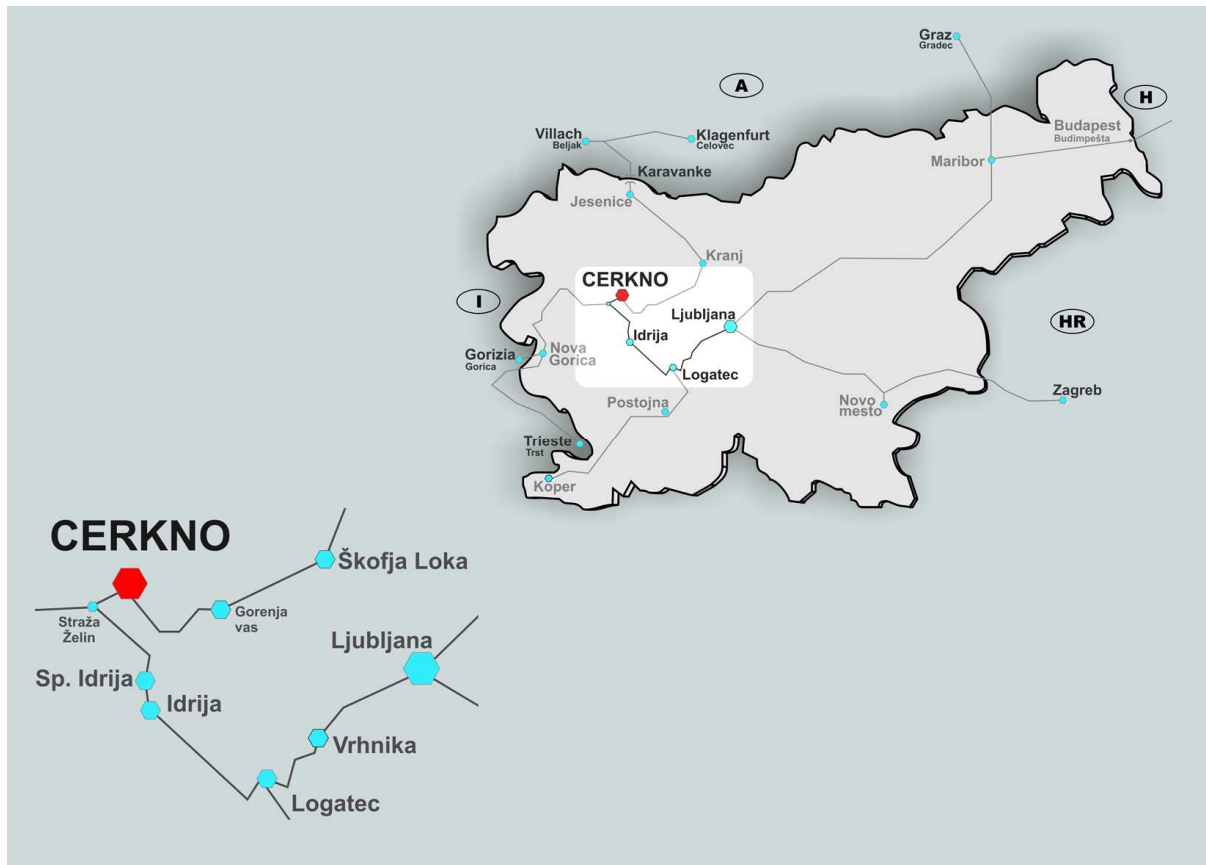 Graz
Gradec
A
H
Budapest
Budimpešta
Villach
Beljak
Klagenfurt
Celovec
Maribor
Karavanke
Jesenice
Kranj
CERKNO
I
Ljubljana
HR
Idrija
Nova
Gorica
Gorizia
Gorica
Logatec
Zagreb
Postojna
Novo
mesto
Trieste
Trst
Koper
CERKNO
Škofja Loka
Gorenja
vas
Straža
Želin
Ljubljana
Sp. Idrija
Idrija
Vrhnika
Logatec